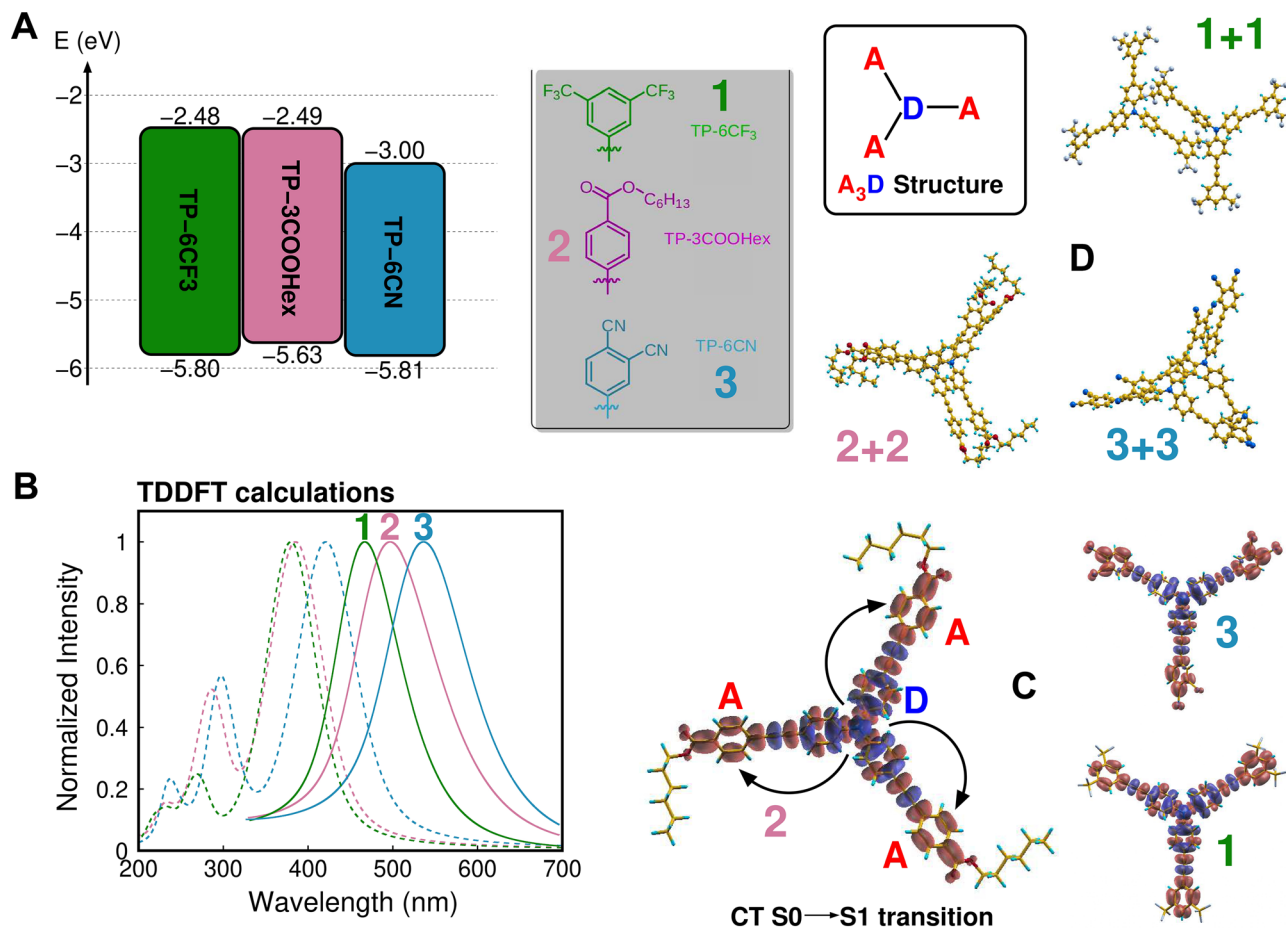 A
E (eV)
−2
−3
−4
−5
−6
−2.48
−2.49
−3.00
TP−6CF3
TP−3COOHex
TP−6CN
−5.80
−5.63
−5.81
F₃C
CF₃
1
TP-6CF₃
O
O
C₆H₁₃
2
TP-3COOHex
CN
CN
TP-6CN
3
A
D
A
A
A₃D Structure
1+1
D
2+2
3+3
B
TDDFT calculations
1
2
3
Normalized Intensity
1
0.8
0.6
0.4
0.2
0
200
300
400
500
600
700
Wavelength (nm)
A
A
D
2
A
CT S0→S1 transition
C
3
1